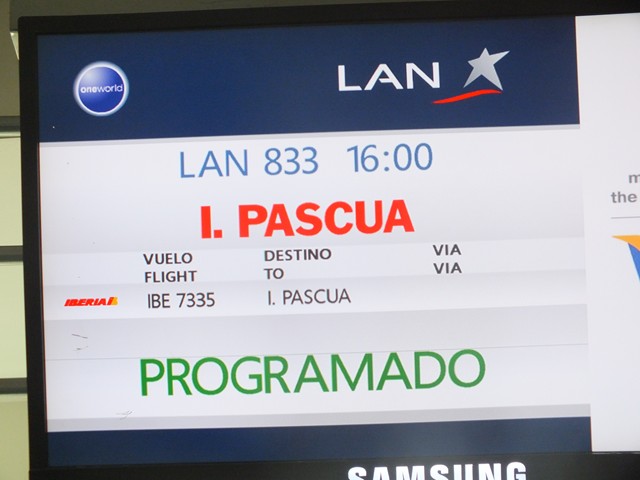 oneworld
LAN
LAN 833 16:00
I. PASCUA
VUELO DESTINO VIA
FLIGHT TO VIA
IBERIA IBE 7335 I. PASCUA
PROGRAMADO
SAMSUNG
m
the